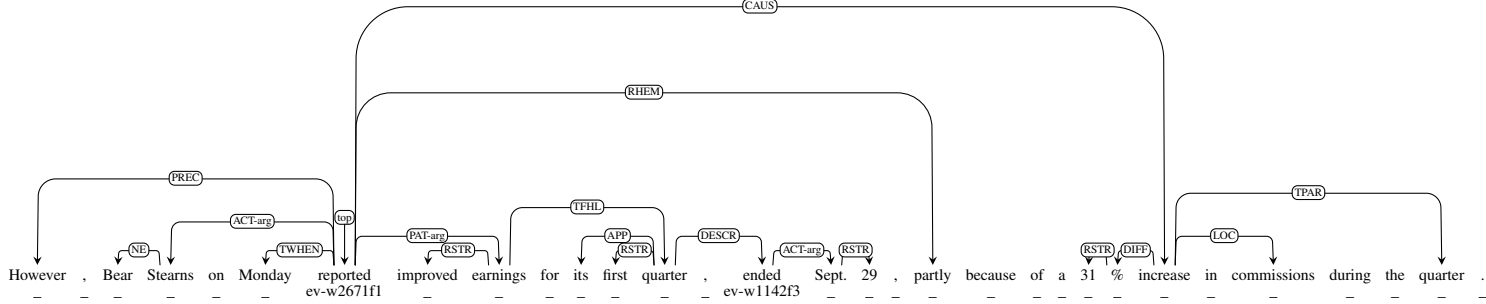 CAUS
RHEM
PREC
TPAR
TFHL
ACT-arg top
PAT-arg APP DESCR LOC
NE TWHEN RSTR RSTR ACT-arg RSTR RSTR DIFF
However , Bear Stearns on Monday reported improved earnings for its first quarter , ended Sept. 29 , partly because of a 31 % increase in commissions during the quarter .
_ _ _ _ _ _ ev-w2671f1 _ _ _ _ _ _ _ ev-w1142f3 _ _ _ _ _ _ _ _ _ _ _ _ _ _ _ _ _